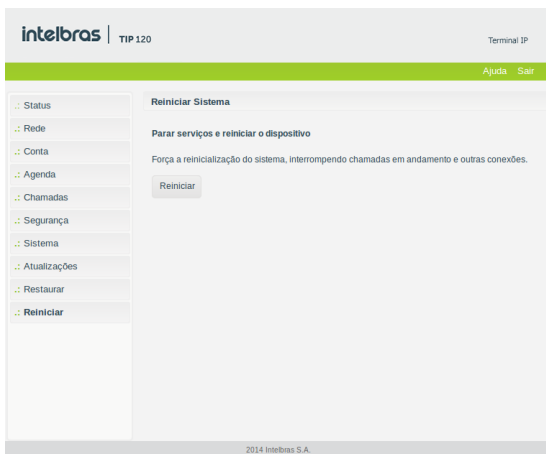 intelbras | TIP 120
Terminal IP
Ajuda Sair
.: Status
.: Rede
.: Conta
.: Agenda
.: Chamadas
.: Segurança
.: Sistema
.: Atualizações
.: Restaurar
.: Reiniciar
Reiniciar Sistema
Parar serviços e reiniciar o dispositivo
Força a reinicialização do sistema, interrompendo chamadas em andamento e outras conexões.
Reiniciar
2014 Intelbras S.A.